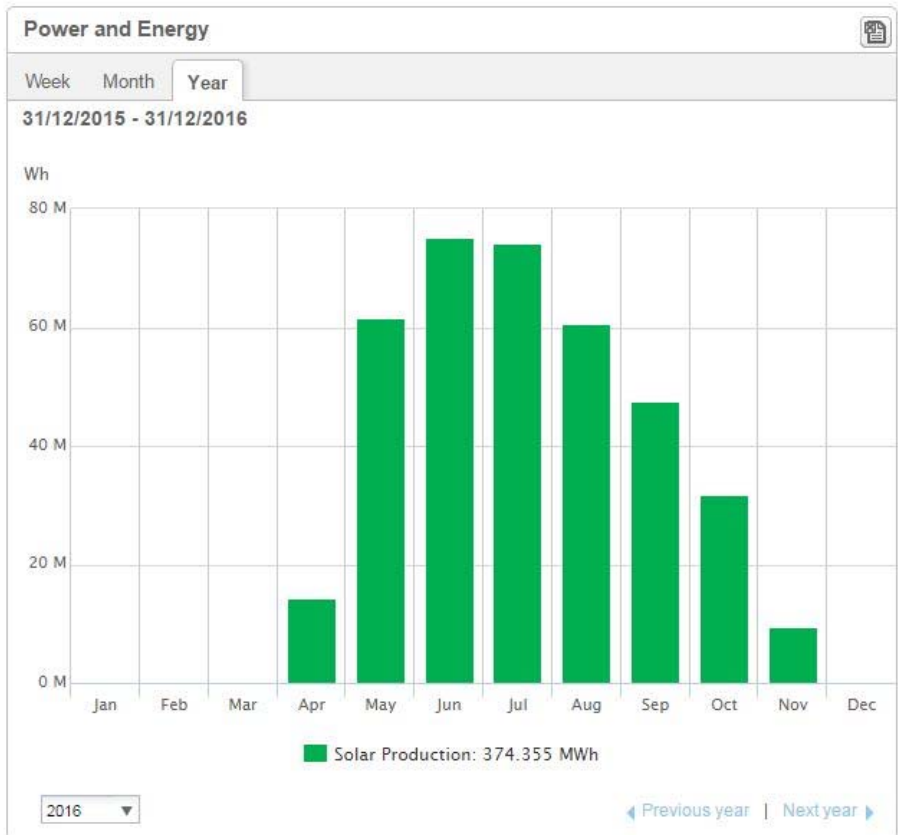 Power and Energy
Week Month Year
31/12/2015 - 31/12/2016
Wh
80 M
60 M
40 M
20 M
0 M
Jan Feb Mar Apr May Jun Jul Aug Sep Oct Nov Dec
Solar Production: 374.355 MWh
2016 Previous year | Next year